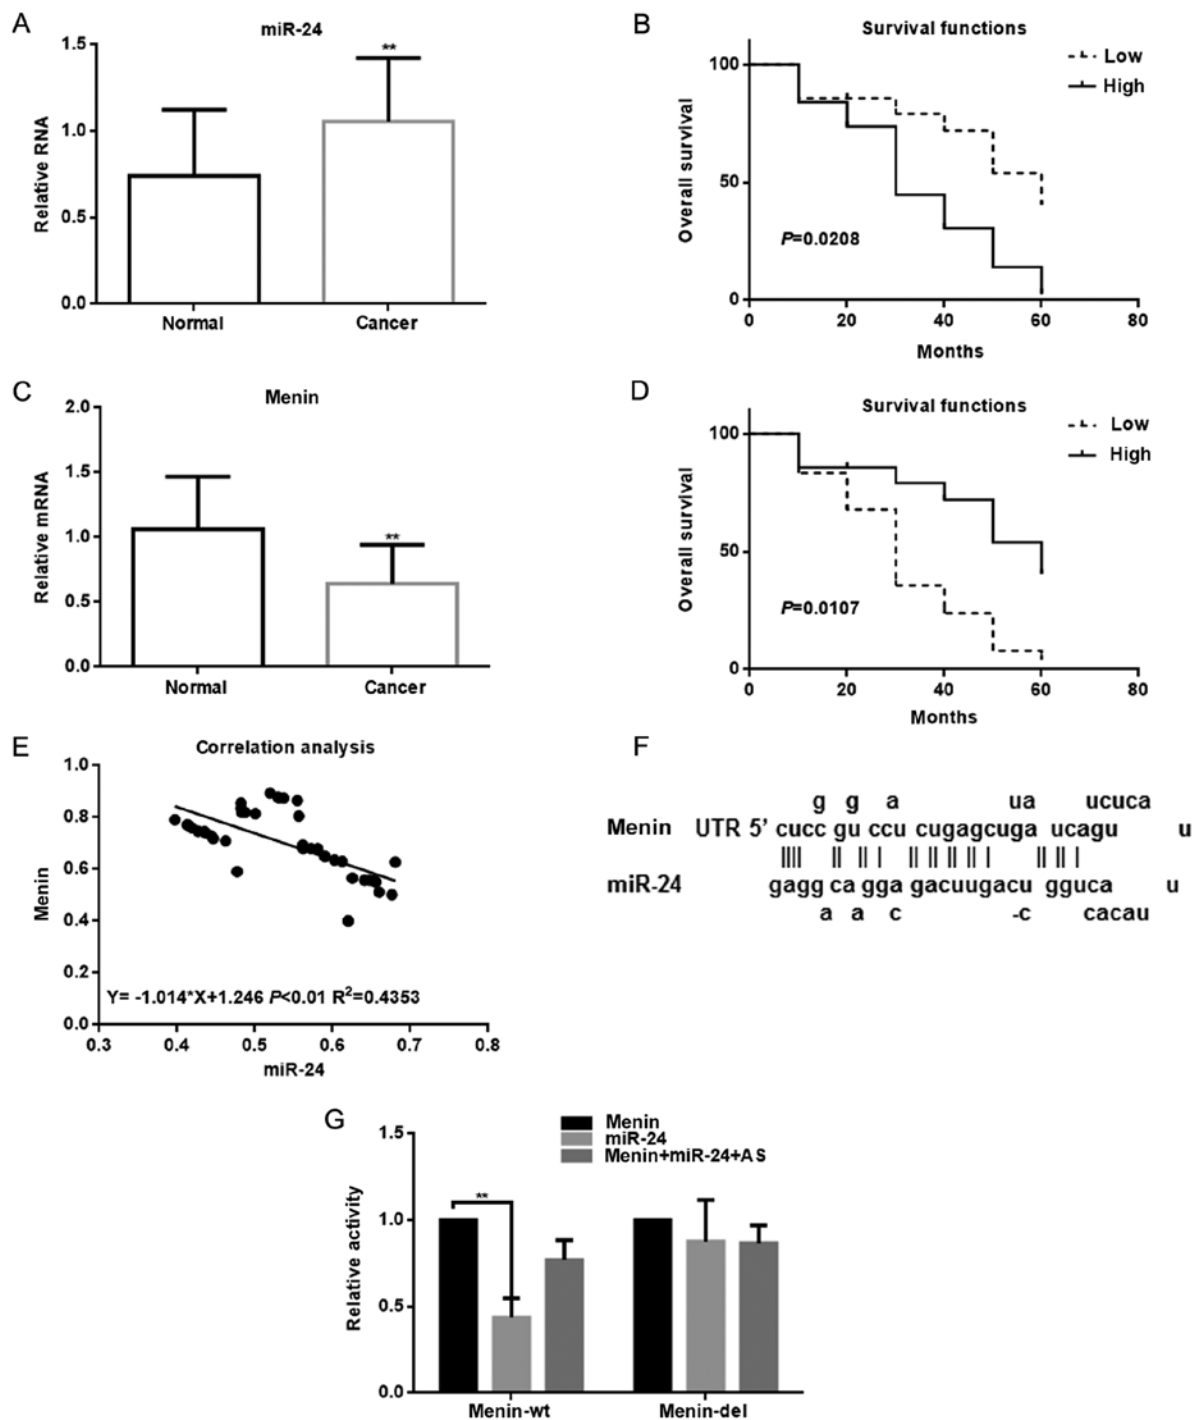 A
miR-24
Relative RNA
1.5
1.0
0.5
0.0
**
Normal
Cancer
B
Survival functions
Low
High
Overall survival
100
50
0
P=0.0208
0
20
40
60
80
Months
C
Menin
Relative mRNA
2.0
1.5
1.0
0.5
0.0
**
Normal
Cancer
D
Survival functions
Low
High
Overall survival
100
50
0
P=0.0107
0
20
40
60
80
Months
E
Correlation analysis
Menin
1.0
0.8
0.6
0.4
0.2
0.0
Y= -1.014*X+1.246 P<0.01 R²=0.4353
0.3
0.4
0.5
0.6
0.7
0.8
miR-24
F
g g a ua ucuca
Menin UTR 5’ cucc gu ccu cugagcuga ucagu u
miR-24 gagg ca gga gacuugacu gguca u
a a c -c cacau
G
Menin
miR-24
Menin+miR-24+AS
Relative activity
1.5
1.0
0.5
0.0
**
Menin-wt
Menin-del